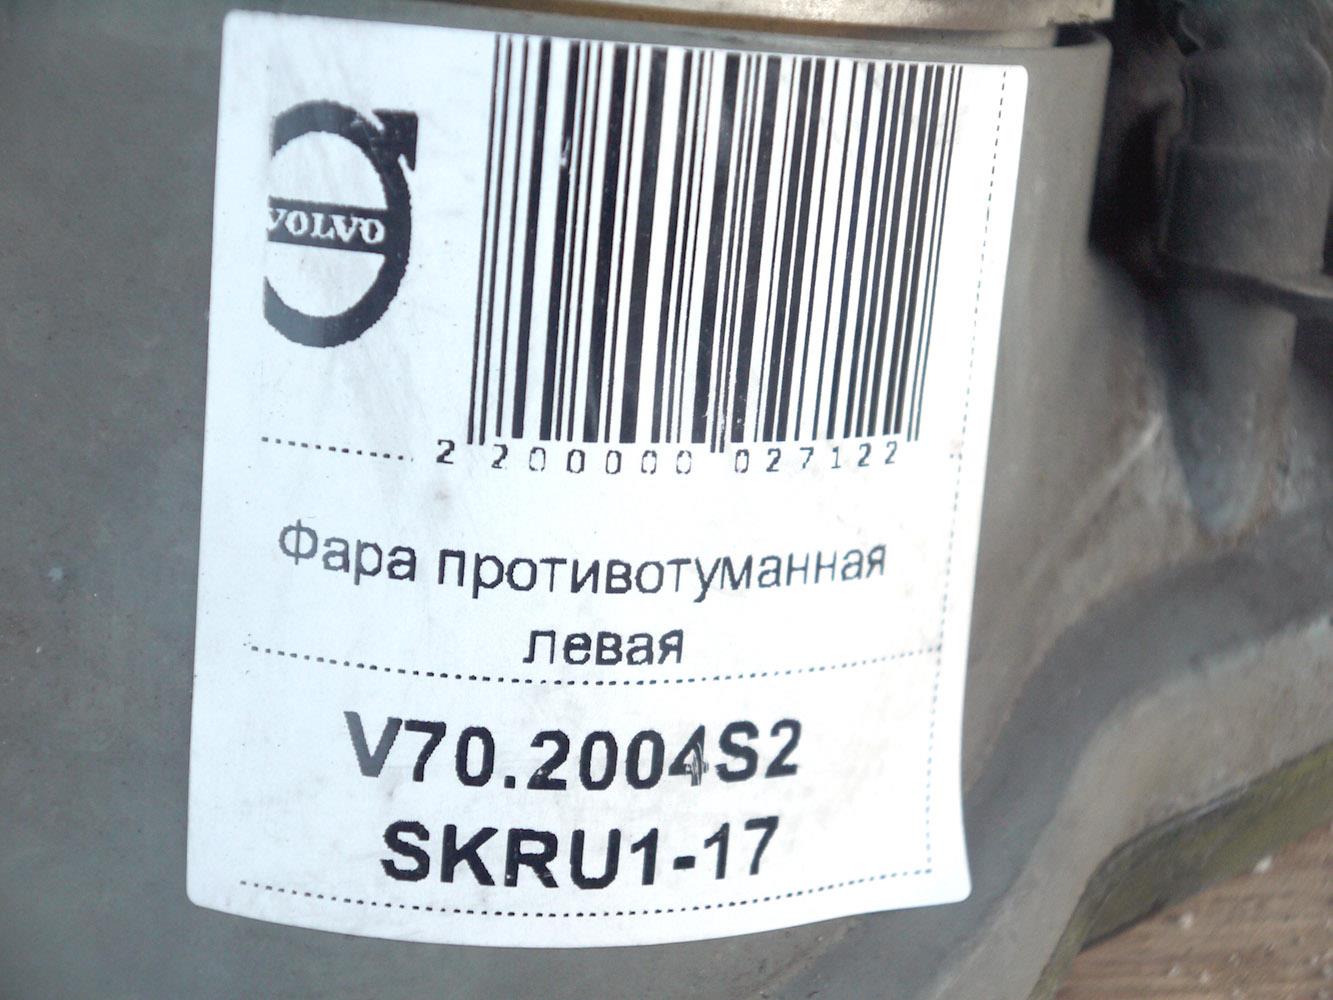 VOLVO
2 200000 027122
Фара противотуманная
левая
V70.2004S2
SKRU1-17